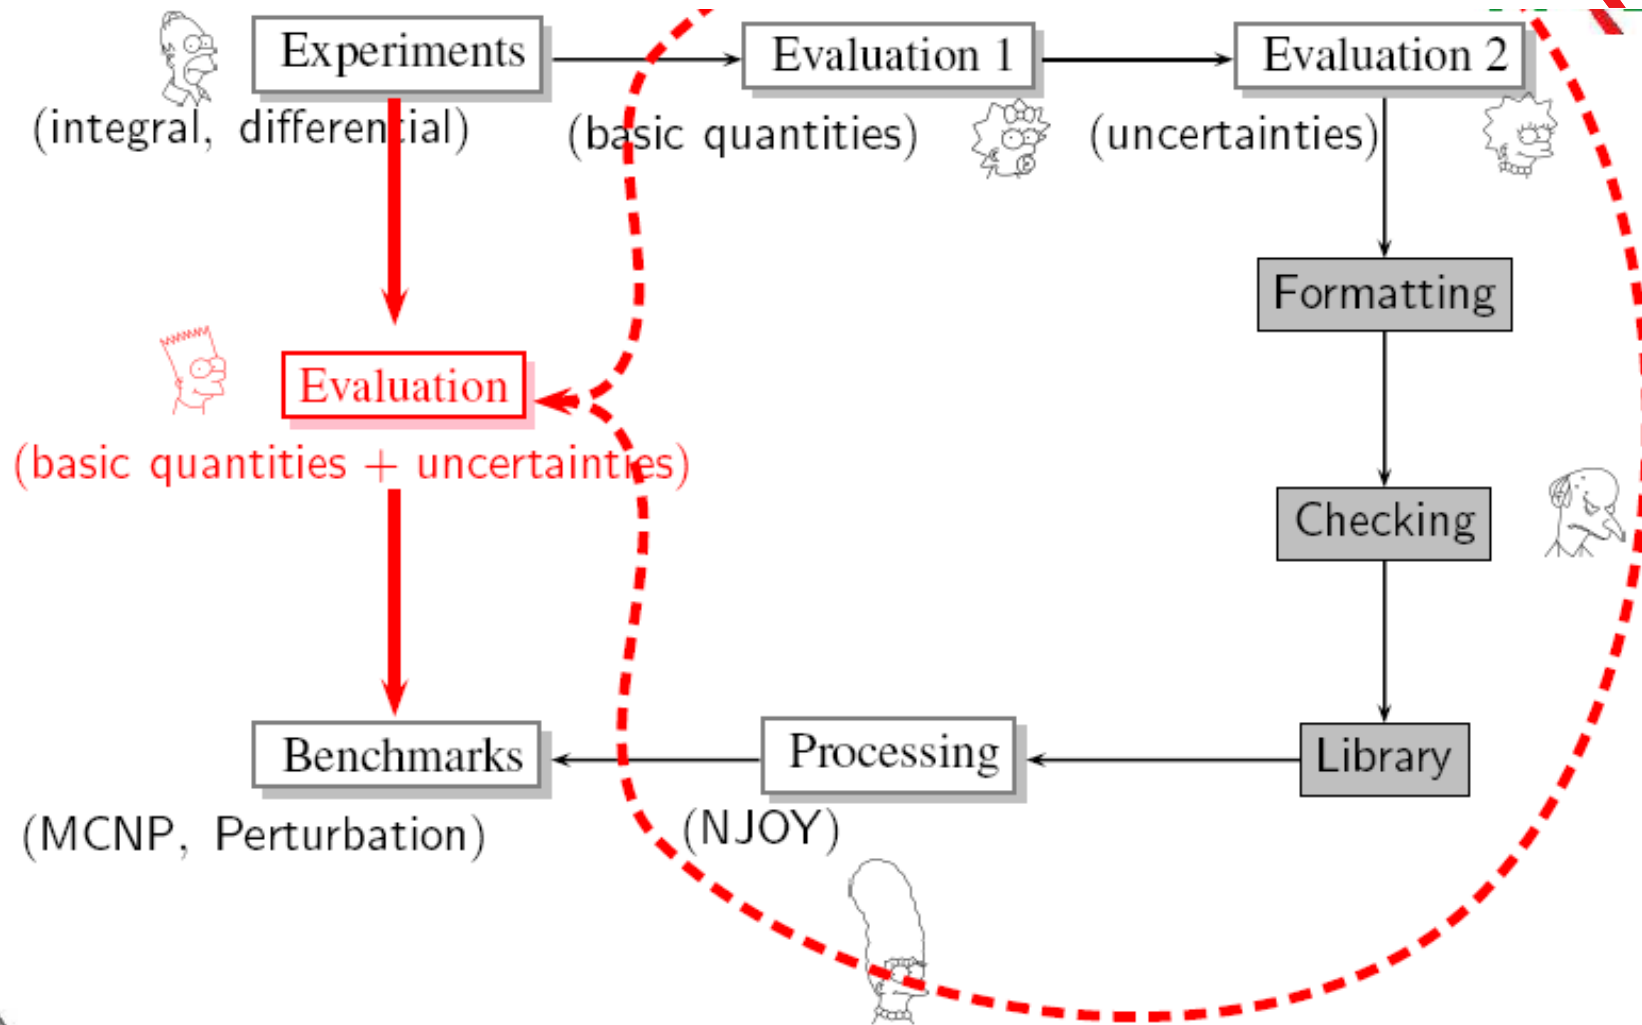 Experiments
Evaluation 1
Evaluation 2
(integral, differential)
(basic quantities)
(uncertainties)
Formatting
Evaluation
(basic quantities + uncertainties)
Checking
Benchmarks
Processing
Library
(MCNP, Perturbation)
(NJOY)